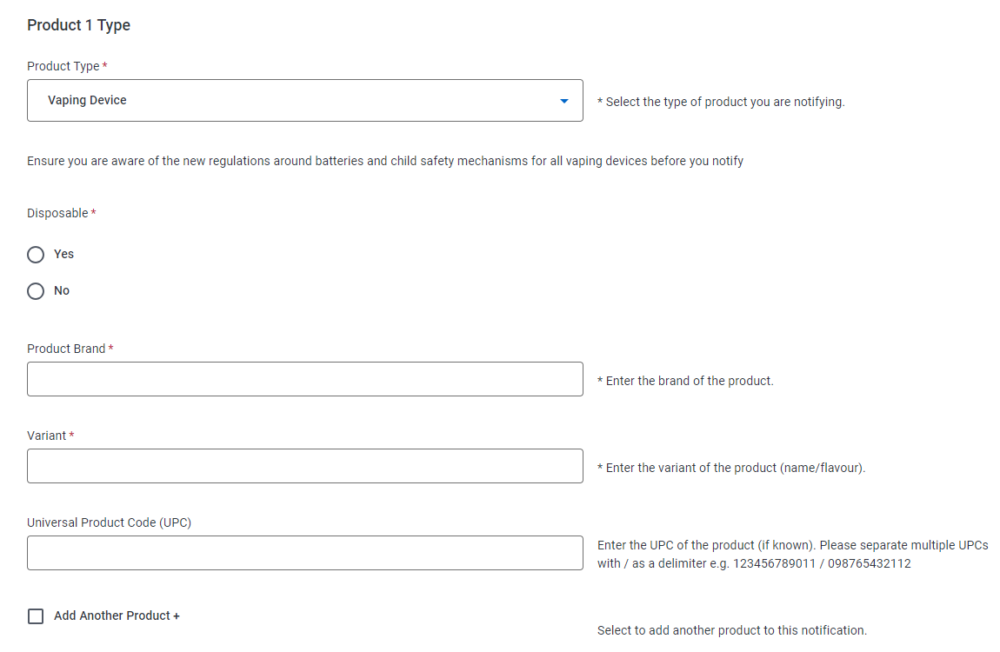 Product 1 Type
Product Type *
Vaping Device
* Select the type of product you are notifying.
Ensure you are aware of the new regulations around batteries and child safety mechanisms for all vaping devices before you notify
Disposable *
Yes
No
Product Brand *
* Enter the brand of the product.
Variant *
* Enter the variant of the product (name/flavour).
Universal Product Code (UPC)
Enter the UPC of the product (if known). Please separate multiple UPCs
with / as a delimiter e.g. 123456789011 / 098765432112
Add Another Product +
Select to add another product to this notification.